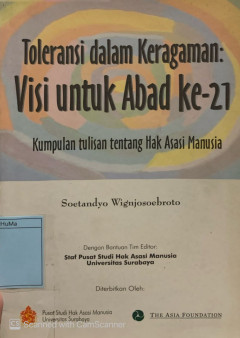 Toleransi dalam Keragaman:
Visi untuk Abad ke-21
Kumpulan tulisan tentang Hak Asasi Manusia
Soetandyo Wignjosoebroto
HuMa
Dengan Bantuan Tim Editor:
Staf Pusat Studi Hak Asasi Manusia
Universitas Surabaya
Diterbitkan Oleh:
Pusat Studi Hak Asasi Manusia
Universitas Surabaya
THE ASIA FOUNDATION
Scanned with CamScanner